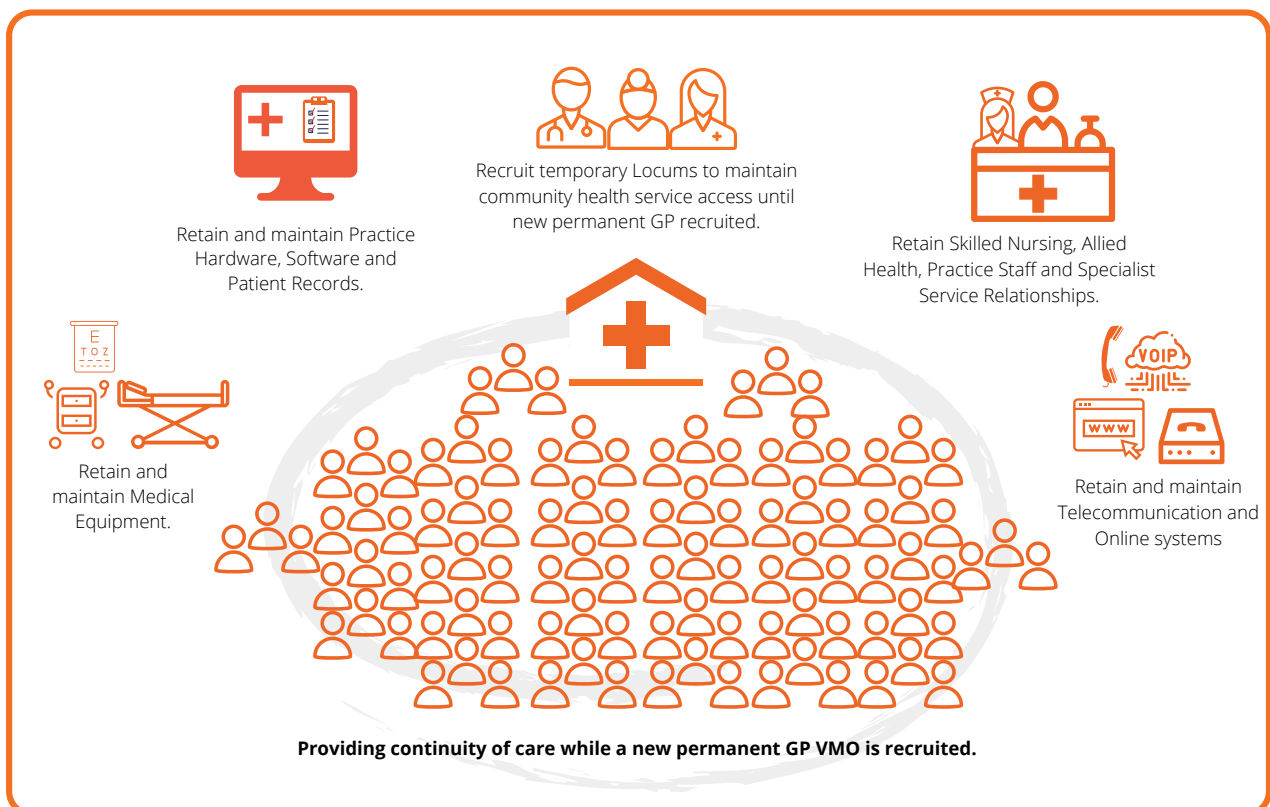 Recruit temporary Locums to maintain
community health service access until
new permanent GP recruited.
Retain and maintain Practice
Hardware, Software and
Patient Records.
Retain Skilled Nursing, Allied
Health, Practice Staff and Specialist
Service Relationships.
E
TOZ
Retain and
maintain Medical
Equipment.
VOIP
WWW
Retain and maintain
Telecommunication and
Online systems
Providing continuity of care while a new permanent GP VMO is recruited.